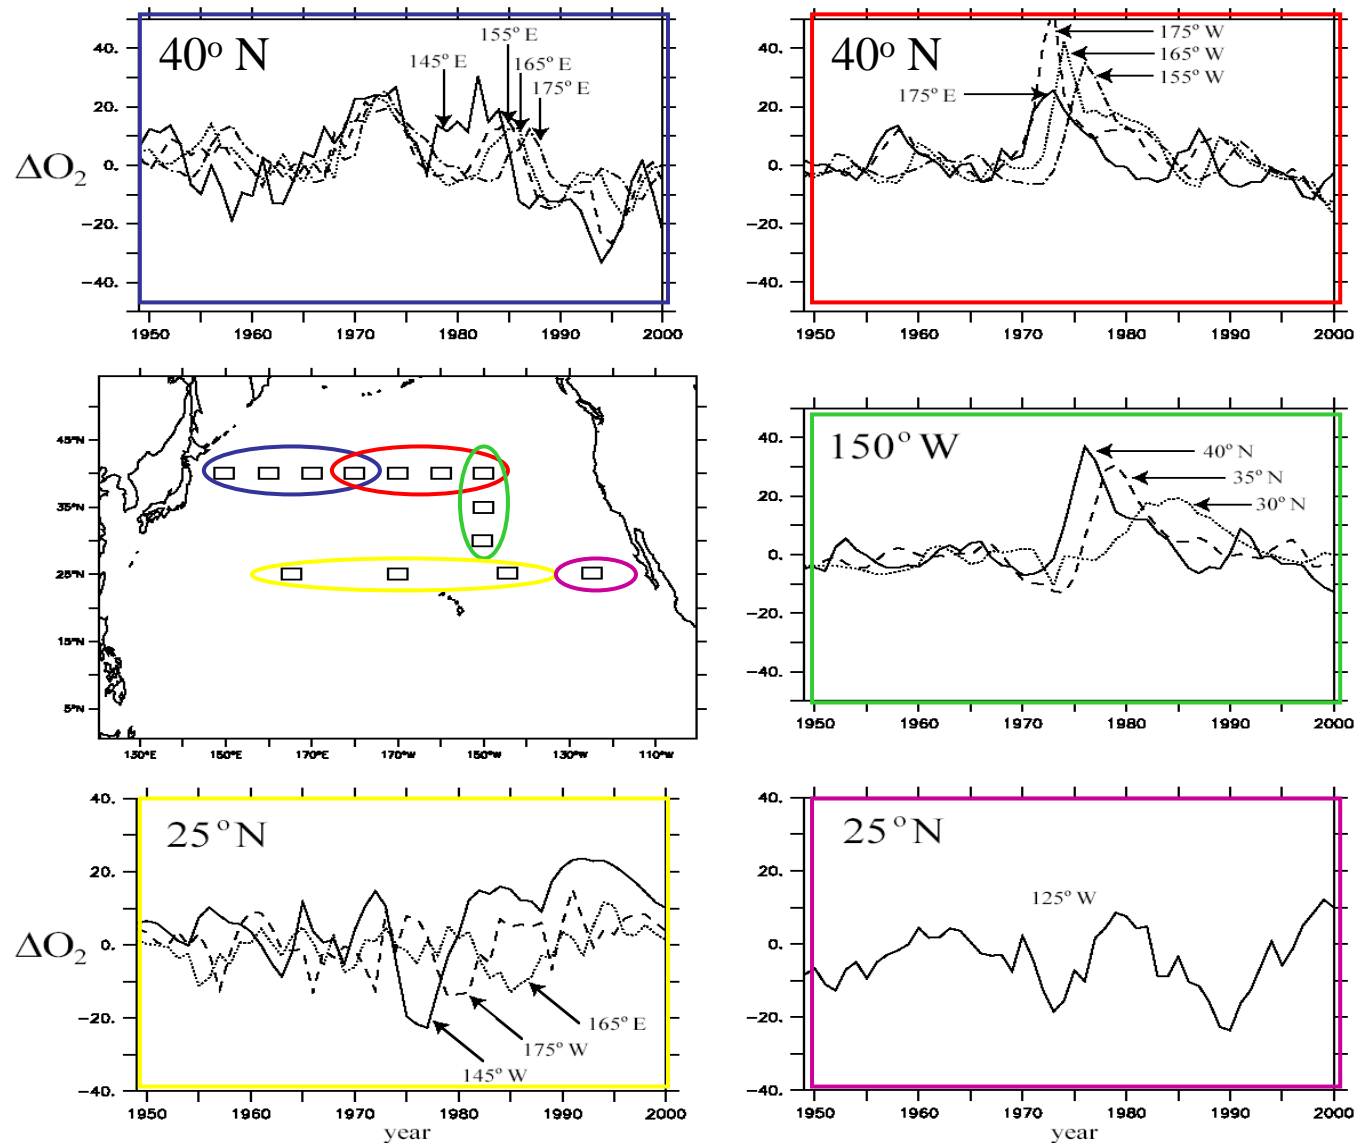 40° N
145° E
155° E
165° E
175° E
ΔO₂
40.
20.
0.
−20.
−40.
1950 1960 1970 1980 1990 2000
40° N
175° W
165° W
155° W
175° E
40.
20.
0.
−20.
−40.
1950 1960 1970 1980 1990 2000
45°N
35°N
25°N
15°N
5°N
130°E 150°E 170°E 170°W 150°W 130°W 110°W
150° W
40° N
35° N
30° N
40.
20.
0.
−20.
−40.
1950 1960 1970 1980 1990 2000
25° N
165° E
175° W
145° W
ΔO₂
40.
20.
0.
−20.
−40.
1950 1960 1970 1980 1990 2000
year
25° N
125° W
40.
20.
0.
−20.
−40.
1950 1960 1970 1980 1990 2000
year